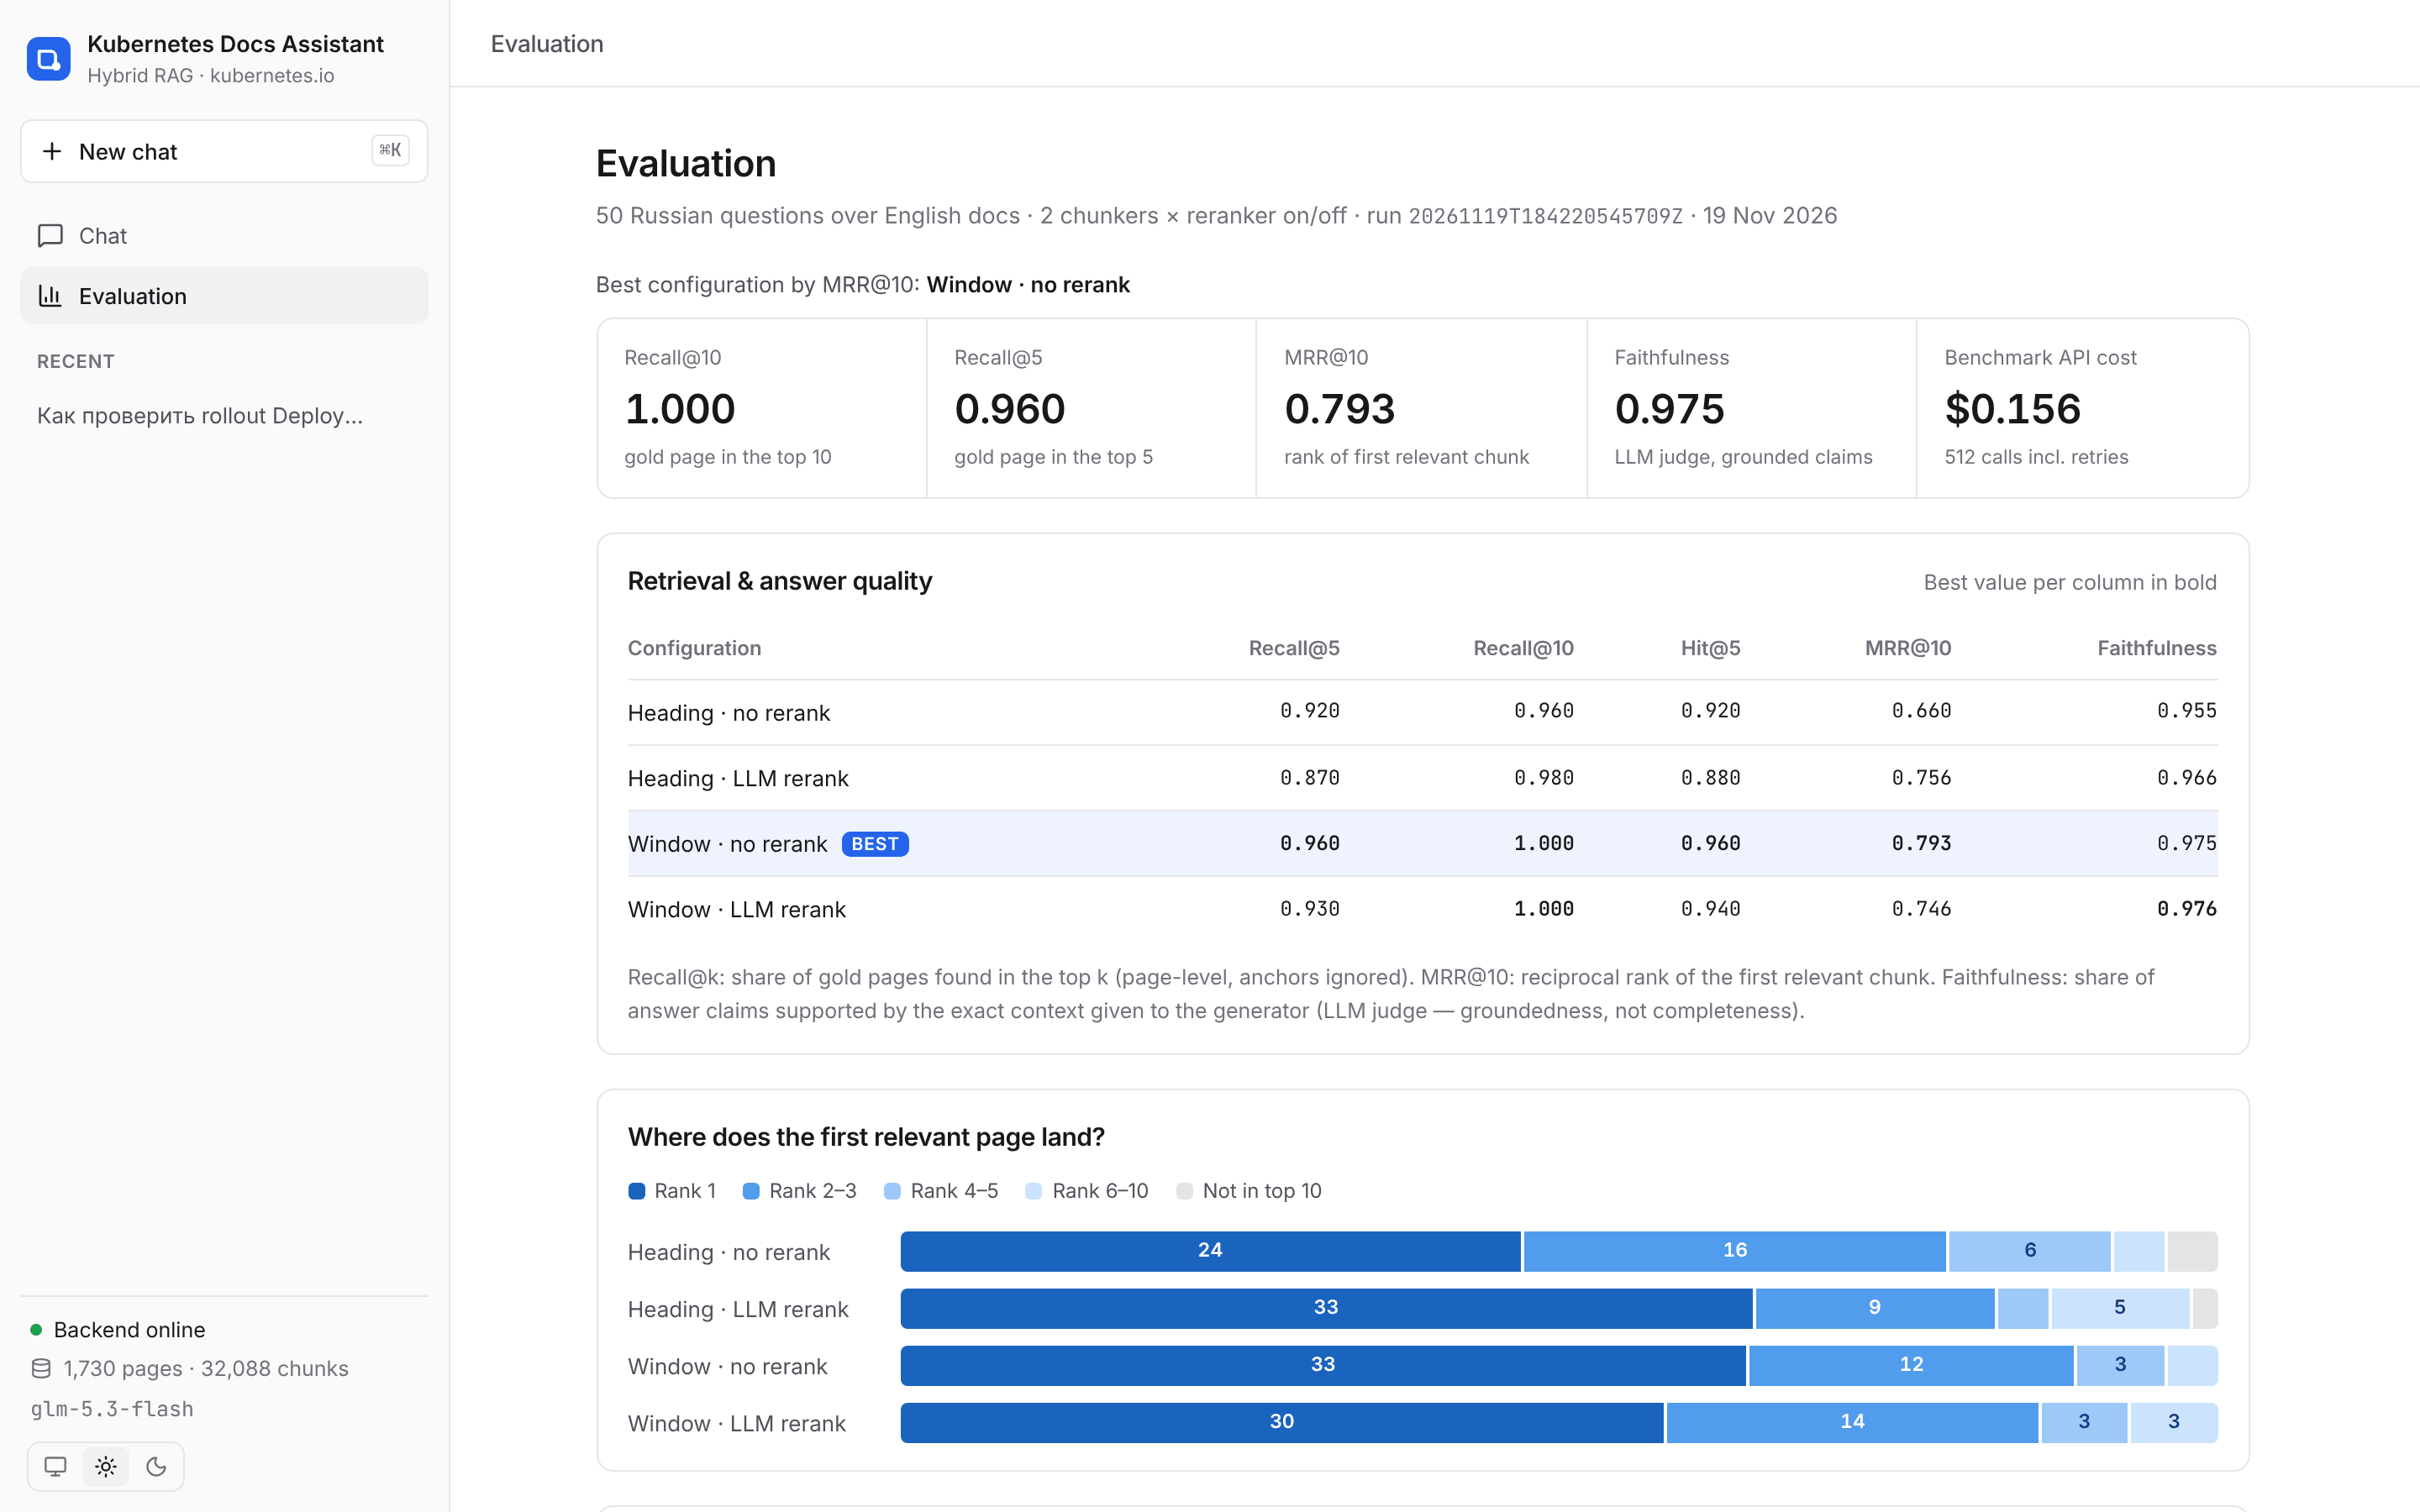 Kubernetes Docs Assistant
Hybrid RAG · kubernetes.io
New chat
⌘K
Chat
Evaluation
RECENT
Как проверить rollout Deploy...
Backend online
1,730 pages · 32,088 chunks
glm-5.3-flash
Evaluation
Evaluation
50 Russian questions over English docs · 2 chunkers × reranker on/off · run 20261119T184220545709Z · 19 Nov 2026
Best configuration by MRR@10: Window · no rerank
Recall@10
1.000
gold page in the top 10
Recall@5
0.960
gold page in the top 5
MRR@10
0.793
rank of first relevant chunk
Faithfulness
0.975
LLM judge, grounded claims
Benchmark API cost
$0.156
512 calls incl. retries
Retrieval & answer quality
Best value per column in bold
Configuration Recall@5 Recall@10 Hit@5 MRR@10 Faithfulness
Heading · no rerank 0.920 0.960 0.920 0.660 0.955
Heading · LLM rerank 0.870 0.980 0.880 0.756 0.966
Window · no rerank BEST 0.960 1.000 0.960 0.793 0.975
Window · LLM rerank 0.930 1.000 0.940 0.746 0.976
Recall@k: share of gold pages found in the top k (page-level, anchors ignored). MRR@10: reciprocal rank of the first relevant chunk. Faithfulness: share of
answer claims supported by the exact context given to the generator (LLM judge — groundedness, not completeness).
Where does the first relevant page land?
Rank 1 Rank 2–3 Rank 4–5 Rank 6–10 Not in top 10
Heading · no rerank 24 16 6
Heading · LLM rerank 33 9 5
Window · no rerank 33 12 3
Window · LLM rerank 30 14 3 3